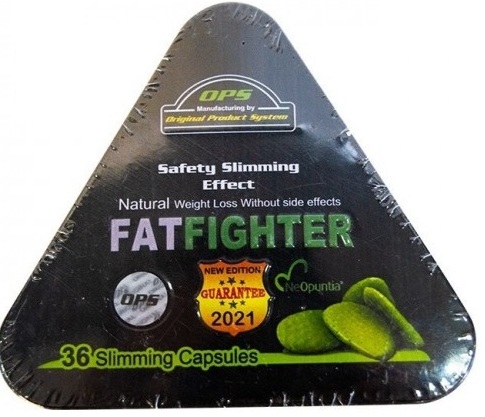 OPS
Manufacturing by
Original Product System
Safety Slimming
Effect
Natural Weight Loss Without side effects
FATFIGHTER
NEW EDITION
GUARANTEE
2021
NeOpuntia
OPS
36 Slimming Capsules